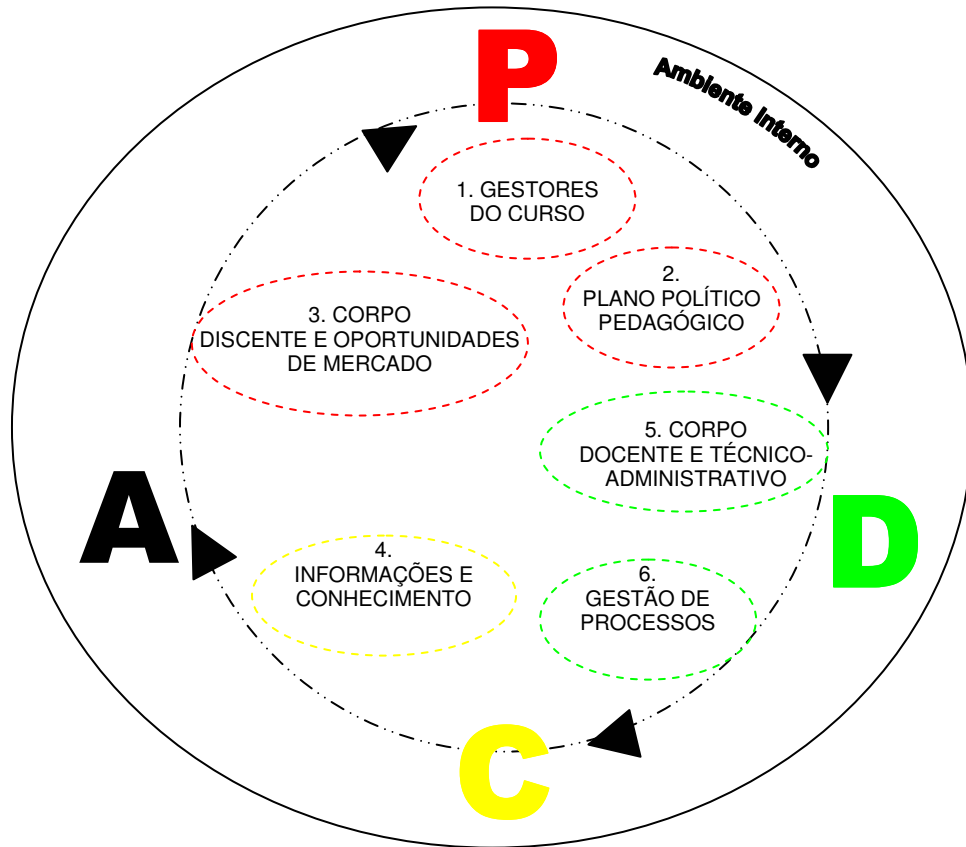 P
Ambiente Interno
1. GESTORES
DO CURSO
2.
PLANO POLÍTICO
PEDAGÓGICO
3. CORPO
DISCENTE E OPORTUNIDADES
DE MERCADO
5. CORPO
DOCENTE E TÉCNICO-
ADMINISTRATIVO
A
D
4.
INFORMAÇÕES E
CONHECIMENTO
6.
GESTÃO DE
PROCESSOS
C